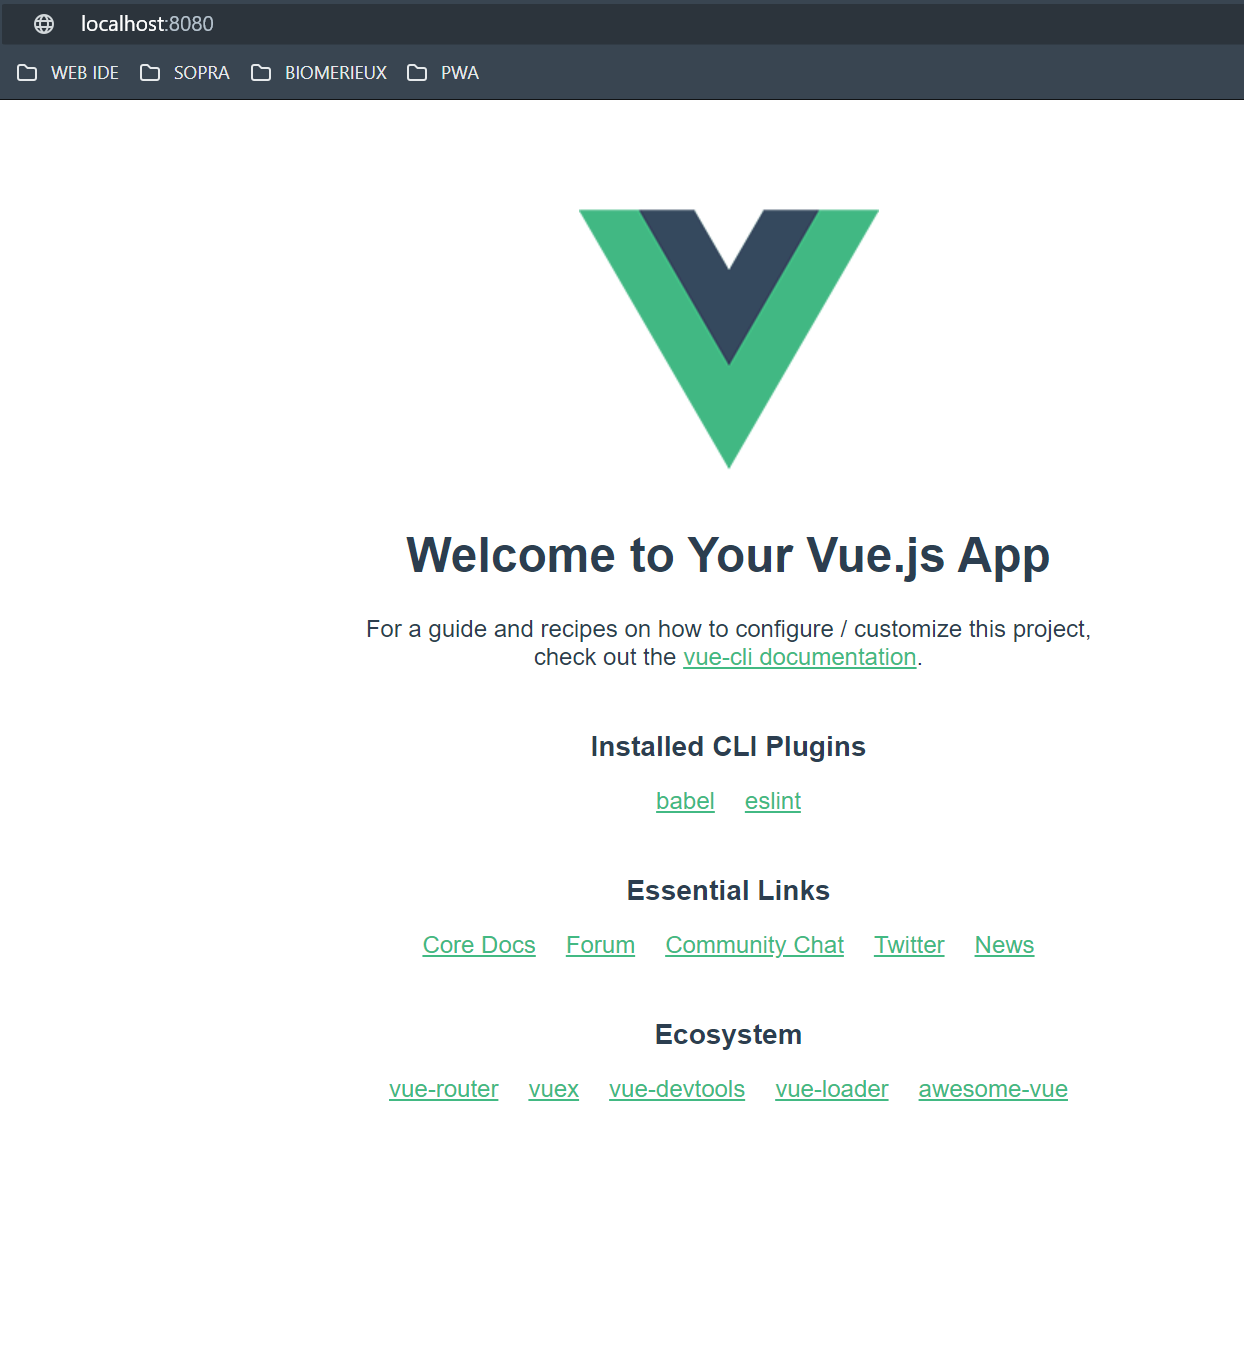 localhost:8080
WEB IDE SOPRA BIOMERIEUX PWA
Welcome to Your Vue.js App
For a guide and recipes on how to configure / customize this project,
check out the vue-cli documentation.
Installed CLI Plugins
babel eslint
Essential Links
Core Docs Forum Community Chat Twitter News
Ecosystem
vue-router vuex vue-devtools vue-loader awesome-vue